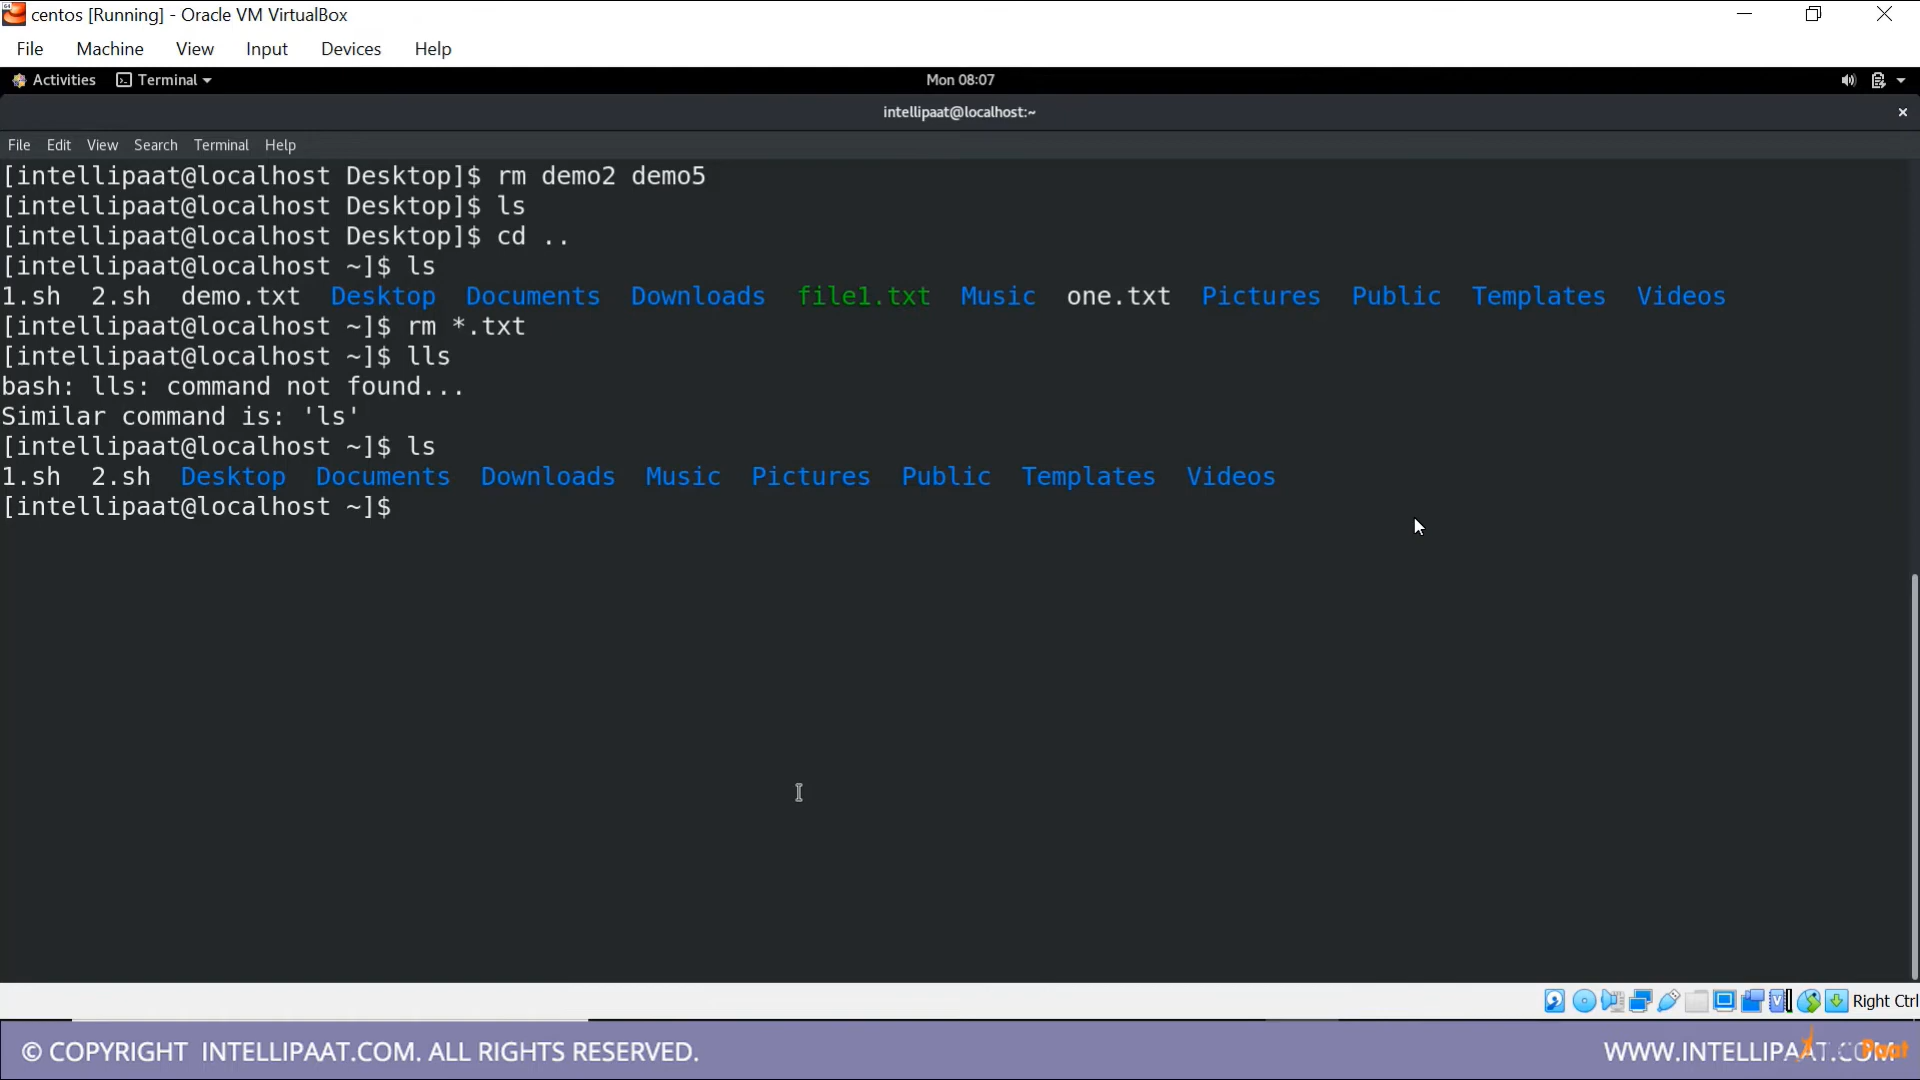 centos [Running] - Oracle VM VirtualBox
File Machine View Input Devices Help
Activities Terminal Mon 08:07
intellipaat@localhost:~
File Edit View Search Terminal Help
[intellipaat@localhost Desktop]$ rm demo2 demo5
[intellipaat@localhost Desktop]$ ls
[intellipaat@localhost Desktop]$ cd ..
[intellipaat@localhost ~]$ ls
1.sh 2.sh demo.txt Desktop Documents Downloads file1.txt Music one.txt Pictures Public Templates Videos
[intellipaat@localhost ~]$ rm *.txt
[intellipaat@localhost ~]$ lls
bash: lls: command not found...
Similar command is: 'ls'
[intellipaat@localhost ~]$ ls
1.sh 2.sh Desktop Documents Downloads Music Pictures Public Templates Videos
[intellipaat@localhost ~]$
Right Ctrl
© COPYRIGHT INTELLIPAAT.COM. ALL RIGHTS RESERVED. WWW.INTELLIPAAT.COM